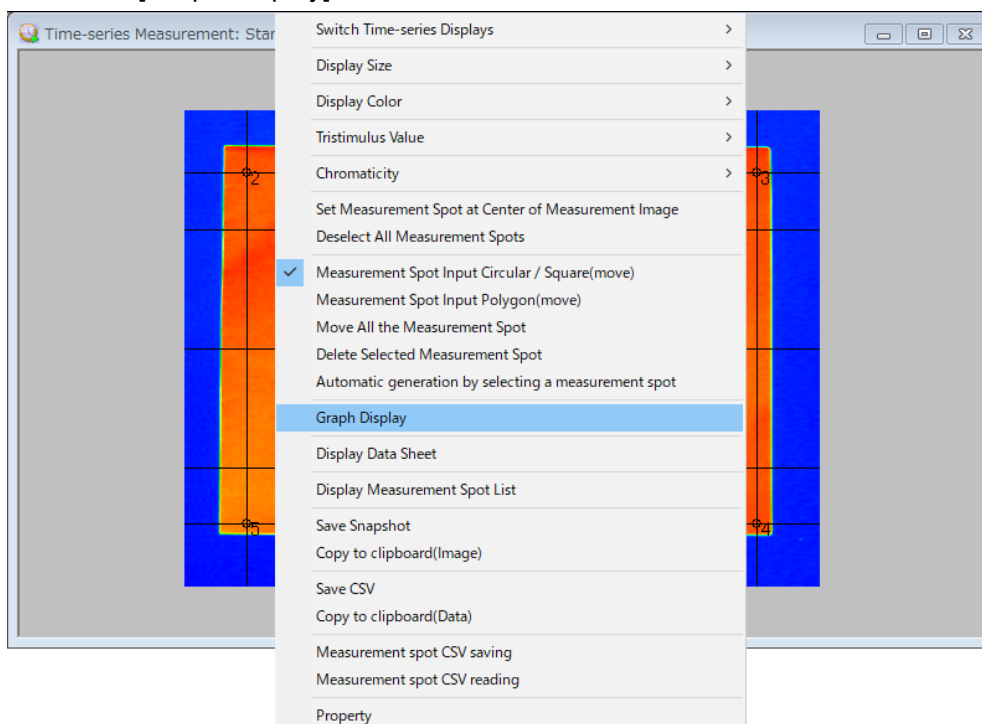 Time-series Measurement: Star
Switch Time-series Displays
Display Size
Display Color
Tristimulus Value
Chromaticity
Set Measurement Spot at Center of Measurement Image
Deselect All Measurement Spots
Measurement Spot Input Circular / Square(move)
Measurement Spot Input Polygon(move)
Move All the Measurement Spot
Delete Selected Measurement Spot
Automatic generation by selecting a measurement spot
Graph Display
Display Data Sheet
Display Measurement Spot List
Save Snapshot
Copy to clipboard(Image)
Save CSV
Copy to clipboard(Data)
Measurement spot CSV saving
Measurement spot CSV reading
Property
2
3
5
4